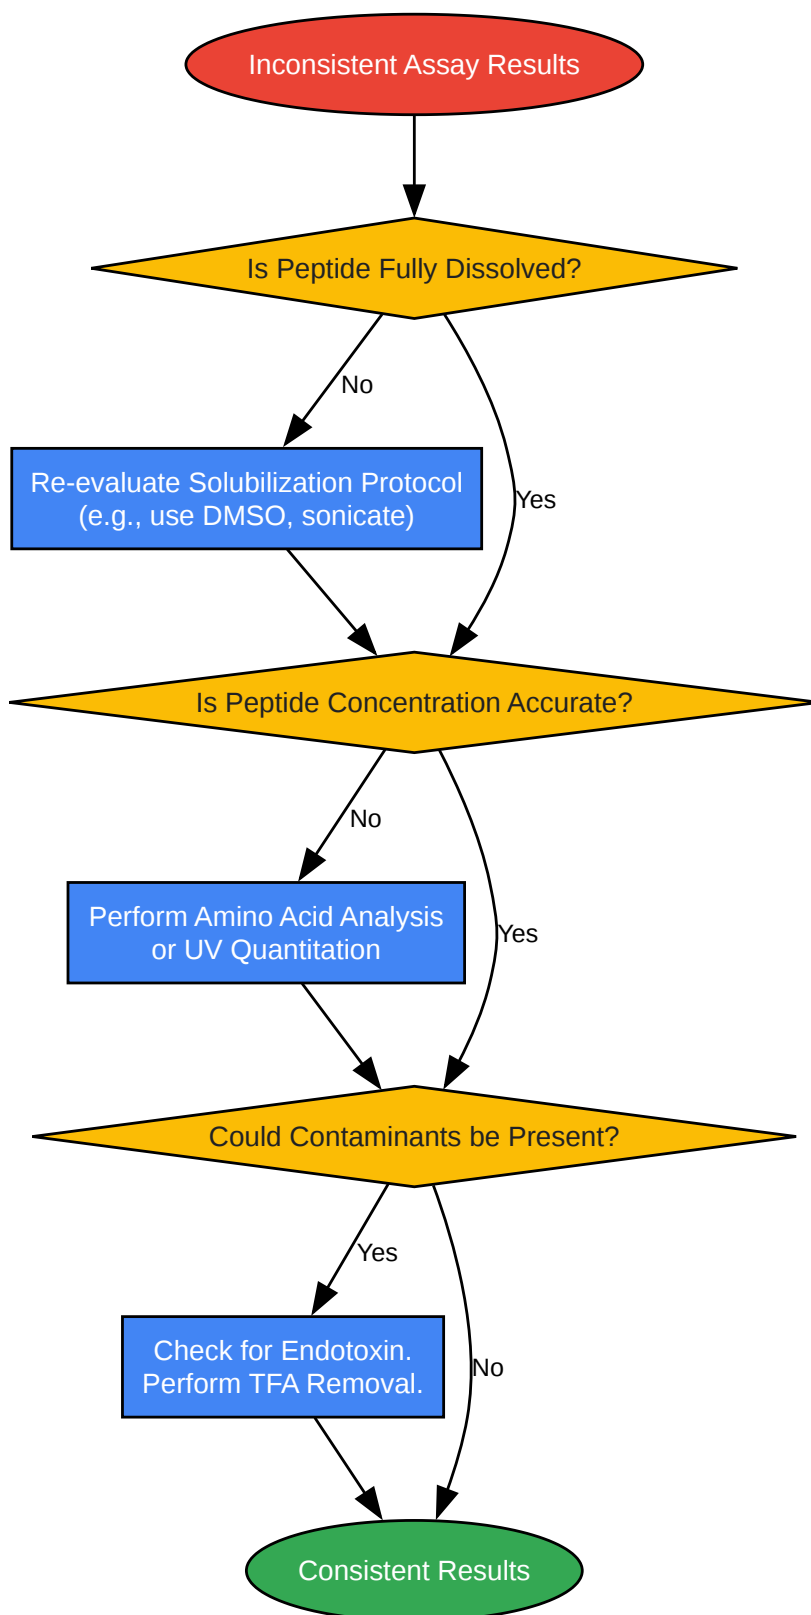 Inconsistent Assay Results
Is Peptide Fully Dissolved?
No
Re-evaluate Solubilization Protocol
(e.g., use DMSO, sonicate)
Yes
Is Peptide Concentration Accurate?
No
Perform Amino Acid Analysis
or UV Quantitation
Yes
Could Contaminants be Present?
Yes
Check for Endotoxin.
Perform TFA Removal.
No
Consistent Results